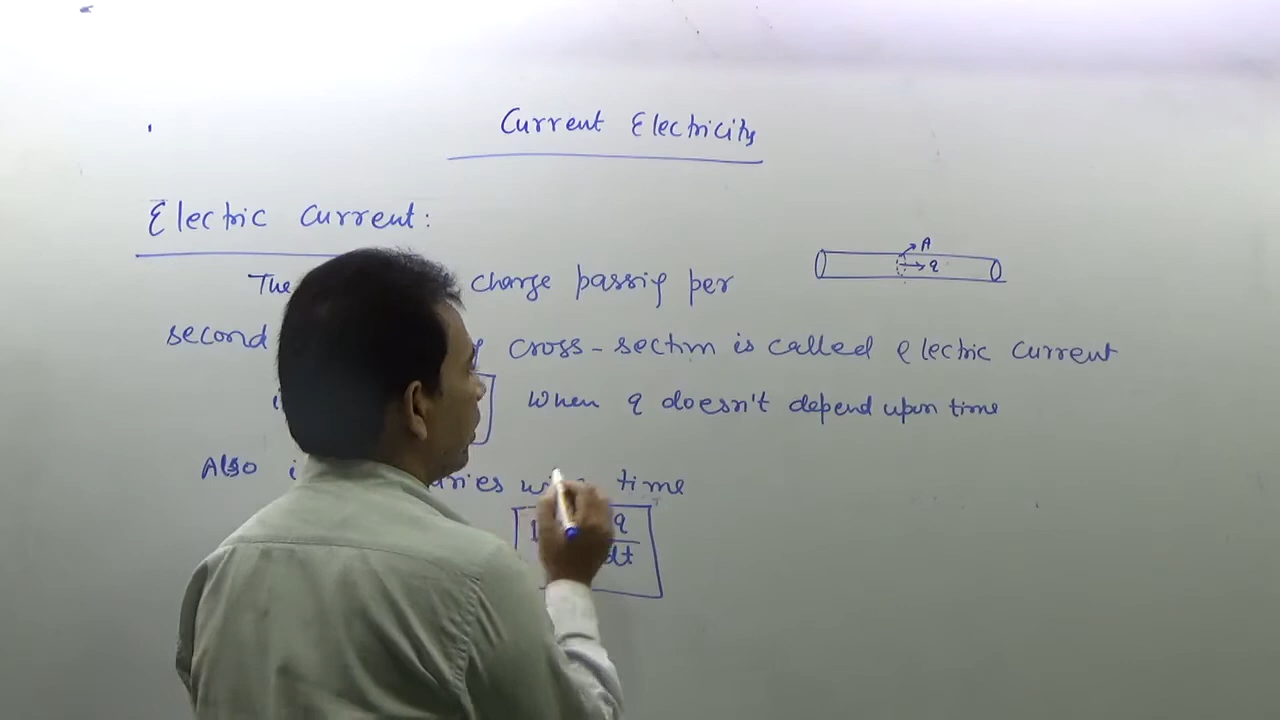 Current Electricity
Electric Current:
A
q
The charge passing per
second cross-section is called electric current
When q doesn't depend upon time
Also i time
q
dt